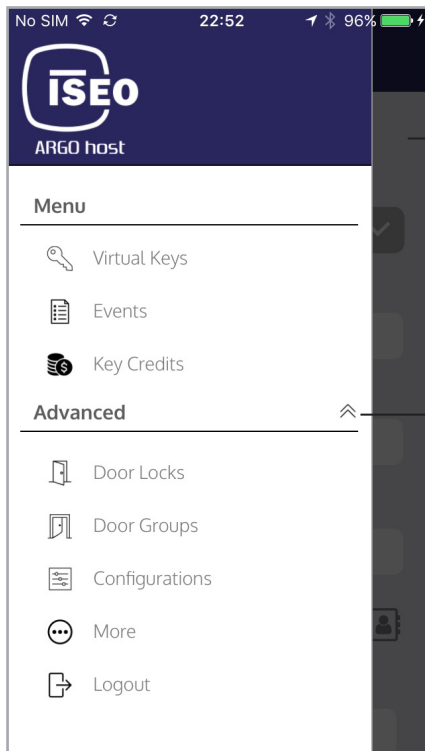 No SIM 22:52 96%
ISEO
ARGO host
Menu
Virtual Keys
Events
Key Credits
Advanced
Door Locks
Door Groups
Configurations
More
Logout